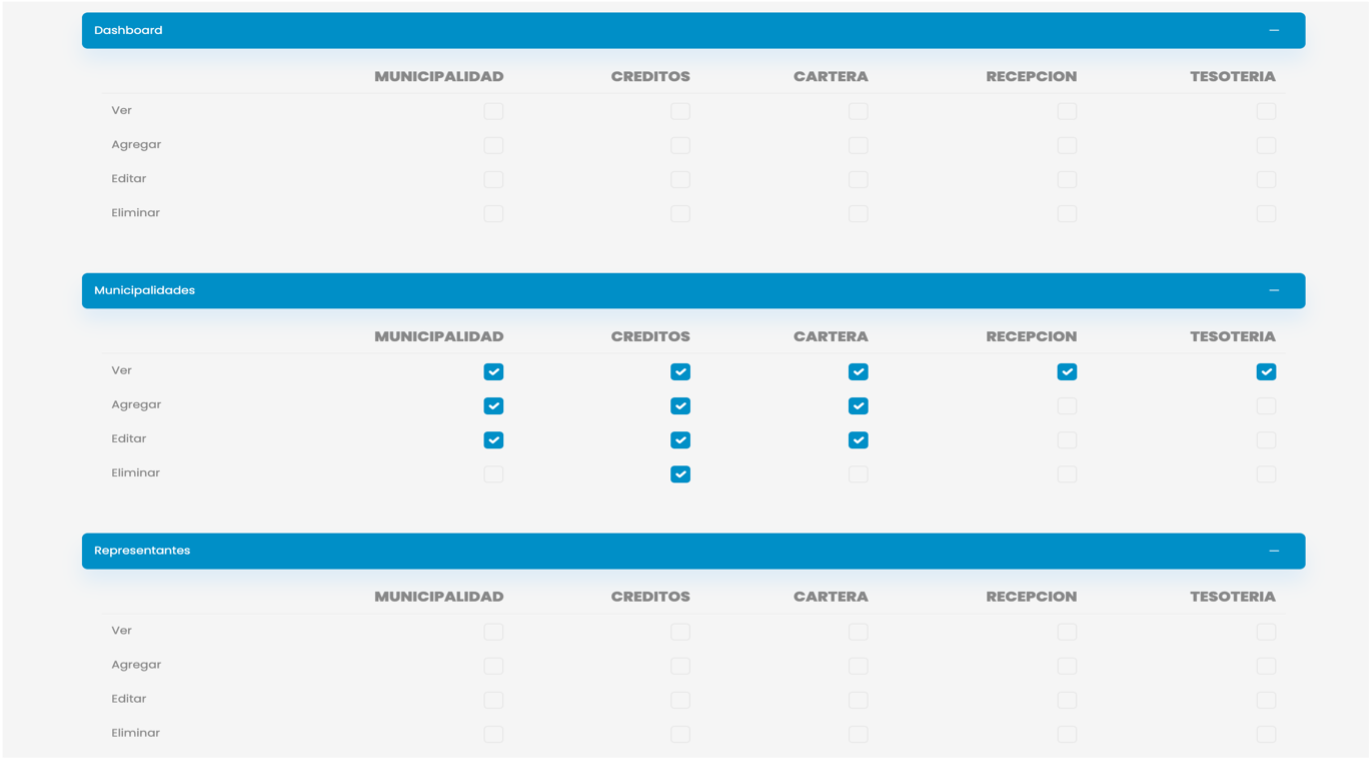 Dashboard
MUNICIPALIDAD CREDITOS CARTERA RECEPCION TESOTERIA
Ver
Agregar
Editar
Eliminar
Municipalidades
MUNICIPALIDAD CREDITOS CARTERA RECEPCION TESOTERIA
Ver
Agregar
Editar
Eliminar
Representantes
MUNICIPALIDAD CREDITOS CARTERA RECEPCION TESOTERIA
Ver
Agregar
Editar
Eliminar